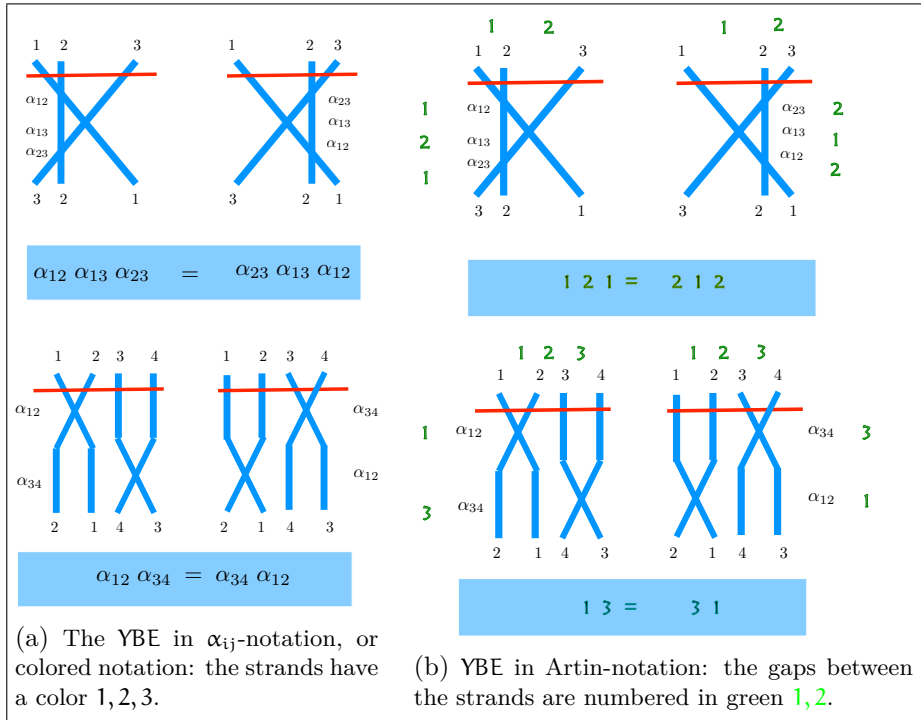 1 2 3
1 2 3
α12
α13
α23
α23
α13
α12
3 2 1
3 2 1
α12 α13 α23 = α23 α13 α12
1 2 3 4
1 2 3 4
α12
α34
α34
α12
2 1 4 3
2 1 4 3
α12 α34 = α34 α12
(a) The YBE in αij-notation, or
colored notation: the strands have
a color 1, 2, 3.
1 2
1 2
1 2 3
1 2 3
1
2
1
α12
α13
α23
α23
α13
α12
2
1
2
3 2 1
3 2 1
1 2 1 = 2 1 2
1 2 3
1 2 3
1 2 3 4
1 2 3 4
1
3
α12
α34
α34
α12
3
1
2 1 4 3
2 1 4 3
1 3 = 3 1
(b) YBE in Artin-notation: the gaps between
the strands are numbered in green 1, 2.